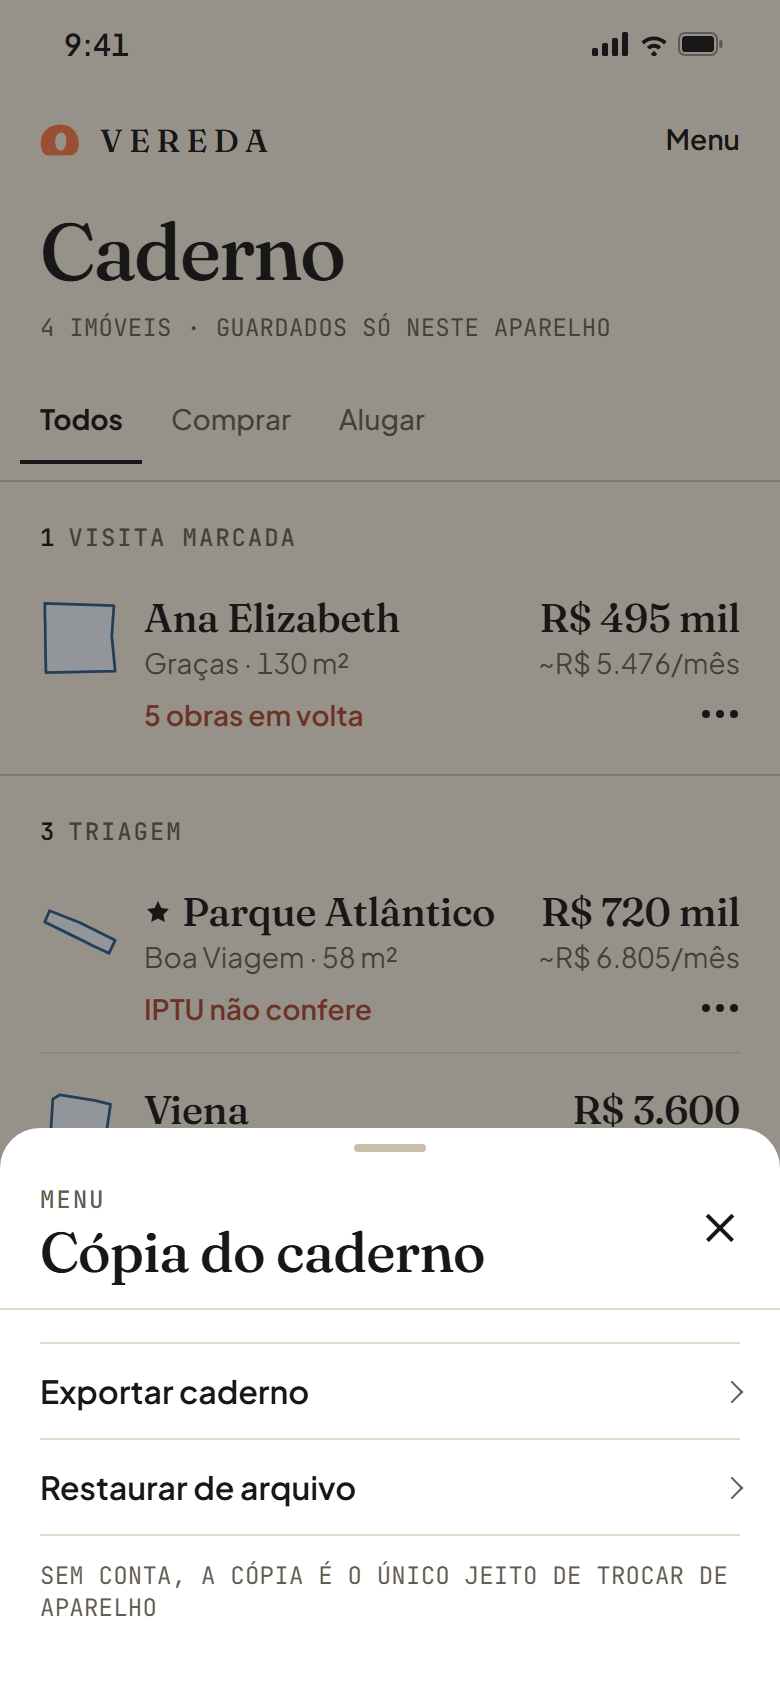 9:41
VEREDA
Menu
Caderno
4 IMÓVEIS · GUARDADOS SÓ NESTE APARELHO
Todos Comprar Alugar
1 VISITA MARCADA
Ana Elizabeth R$ 495 mil
Graças · 130 m² ~R$ 5.476/mês
5 obras em volta
3 TRIAGEM
★ Parque Atlântico R$ 720 mil
Boa Viagem · 58 m² ~R$ 6.805/mês
IPTU não confere
Viena R$ 3.600
MENU
Cópia do caderno
Exportar caderno
Restaurar de arquivo
SEM CONTA, A CÓPIA É O ÚNICO JEITO DE TROCAR DE
APARELHO